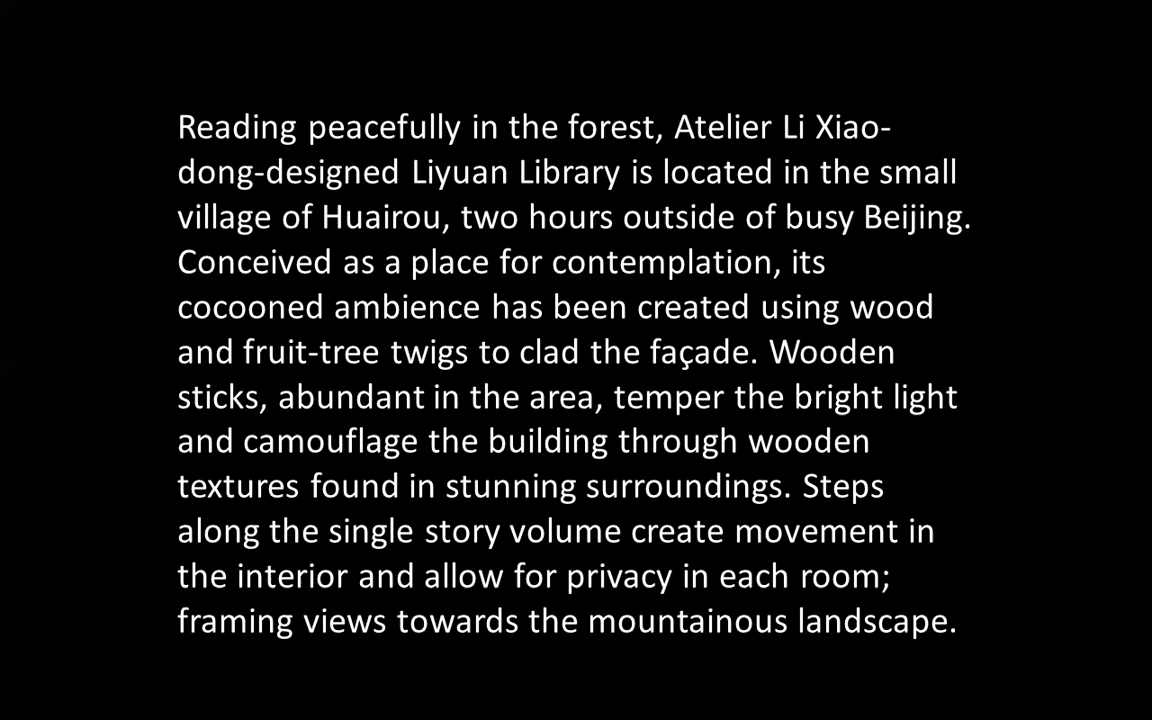 Reading peacefully in the forest, Atelier Li Xiao-
dong-designed Liyuan Library is located in the small
village of Huairou, two hours outside of busy Beijing.
Conceived as a place for contemplation, its
cocooned ambience has been created using wood
and fruit-tree twigs to clad the façade. Wooden
sticks, abundant in the area, temper the bright light
and camouflage the building through wooden
textures found in stunning surroundings. Steps
along the single story volume create movement in
the interior and allow for privacy in each room;
framing views towards the mountainous landscape.